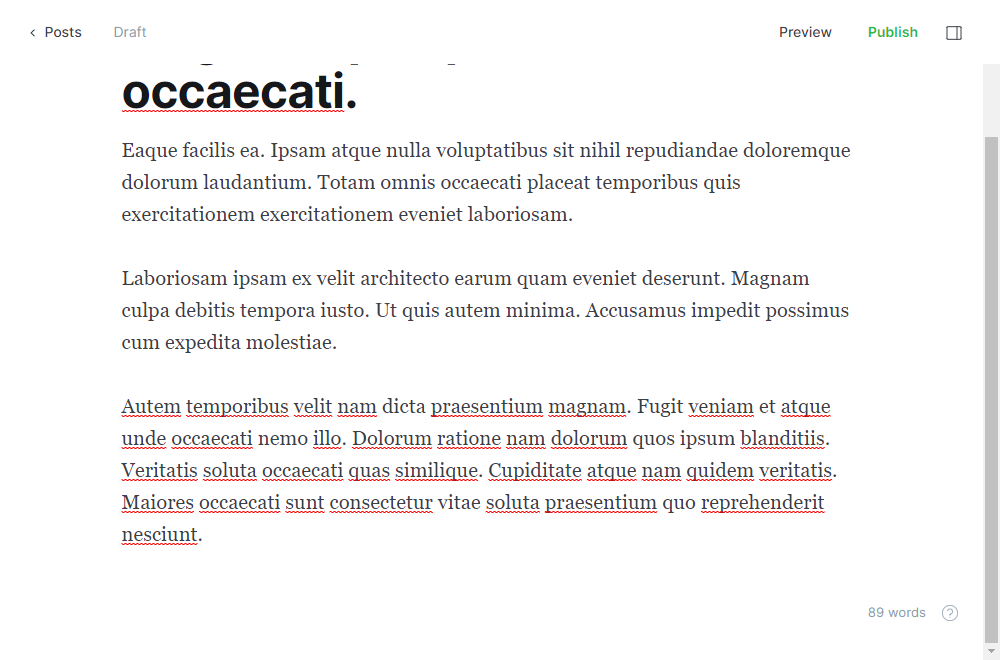 Posts
Draft
Preview
Publish
occaecati.
Eaque facilis ea. Ipsam atque nulla voluptatibus sit nihil repudiandae doloremque
dolorum laudantium. Totam omnis occaecati placeat temporibus quis
exercitationem exercitationem eveniet laboriosam.
Laboriosam ipsam ex velit architecto earum quam eveniet deserunt. Magnam
culpa debitis tempora iusto. Ut quis autem minima. Accusamus impedit possimus
cum expedita molestiae.
Autem temporibus velit nam dicta praesentium magnam. Fugit veniam et atque
unde occaecati nemo illo. Dolorum ratione nam dolorum quos ipsum blanditiis.
Veritatis soluta occaecati quas similique. Cupiditate atque nam quidem veritatis.
Maiores occaecati sunt consectetur vitae soluta praesentium quo reprehenderit
nesciunt.
89 words